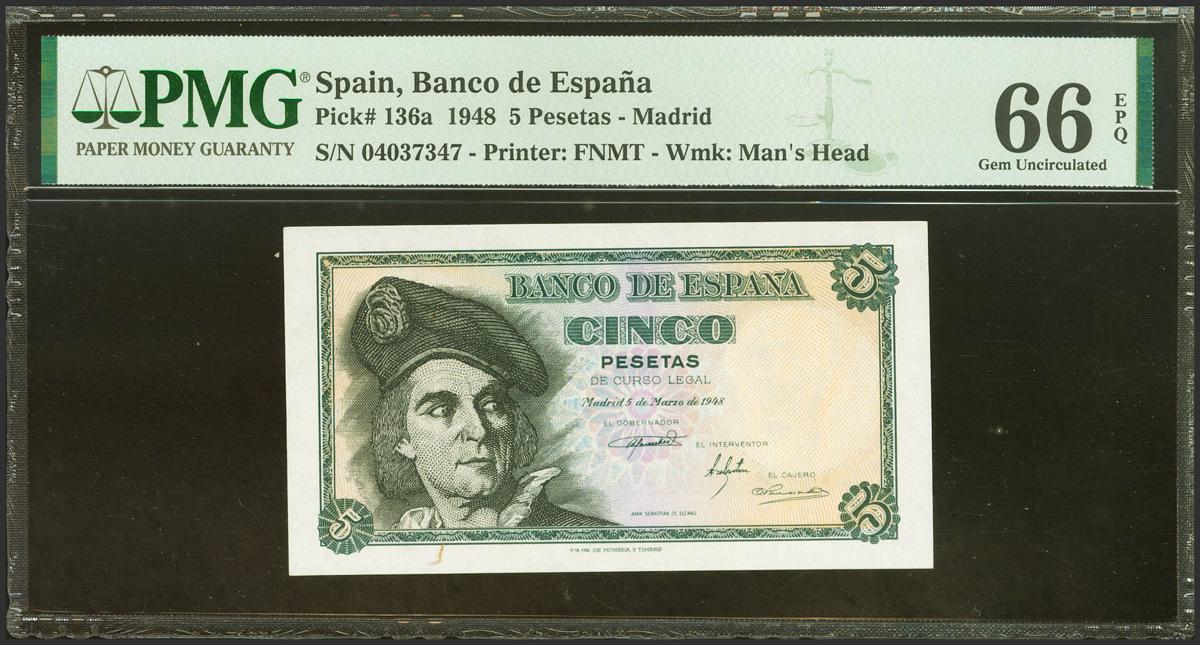 PMG®
PAPER MONEY GUARANTY
Spain, Banco de España
Pick# 136a 1948 5 Pesetas - Madrid
S/N 04037347 - Printer: FNMT - Wmk: Man's Head
66
EPQ
Gem Uncirculated
BANCO DE ESPAÑA
5
CINCO
PESETAS
DE CURSO LEGAL
Madrid 5 de Marzo de 1948
EL GOBERNADOR
EL INTERVENTOR
EL CAJERO
JUAN SEBASTIÁN DE ELCANO
5
5
DE MONEDA Y TIMBRE